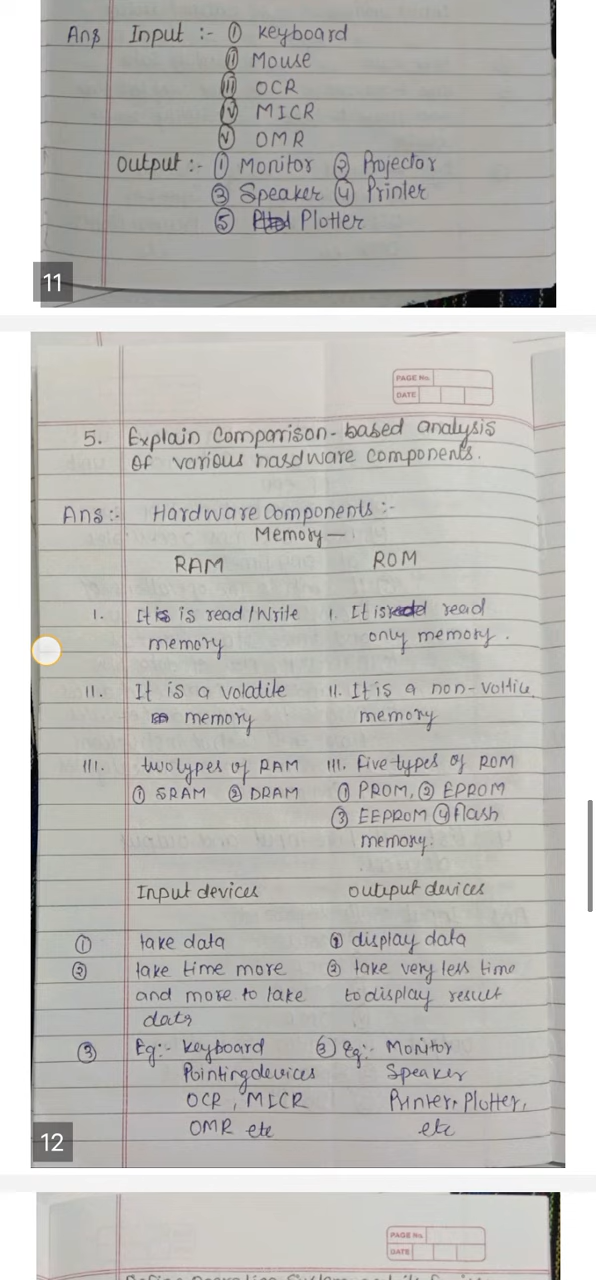 Ans Input :- ① Keyboard
ⅱ Mouse
ⅲ OCR
ⅳ MICR
ⅴ OMR
Output :- ① Monitor ② Projector
③ Speaker ④ Printer
⑤ Plotter
11
PAGE No.
DATE
5. Explain Comparison-based analysis
of various hardware components.
Ans :- Hardware Components :-
Memory —
RAM ROM
I. It is is read/Write I. It is read
memory only memory.
II. It is a volatile II. It is a non-voltile
memory memory
III. two types of RAM III. five types of ROM
① SRAM ② DRAM ① PROM, ② EPROM
③ EEPROM ④ flash
memory.
Input devices output devices
① take data ① display data
② take time more ② take very less time
and more to take to display result
data
③ Eg:- Keyboard ③ Eg:- Monitor
Pointing devices Speaker
OCR, MICR Printer, Plotter,
OMR etc etc
12
PAGE No.
DATE